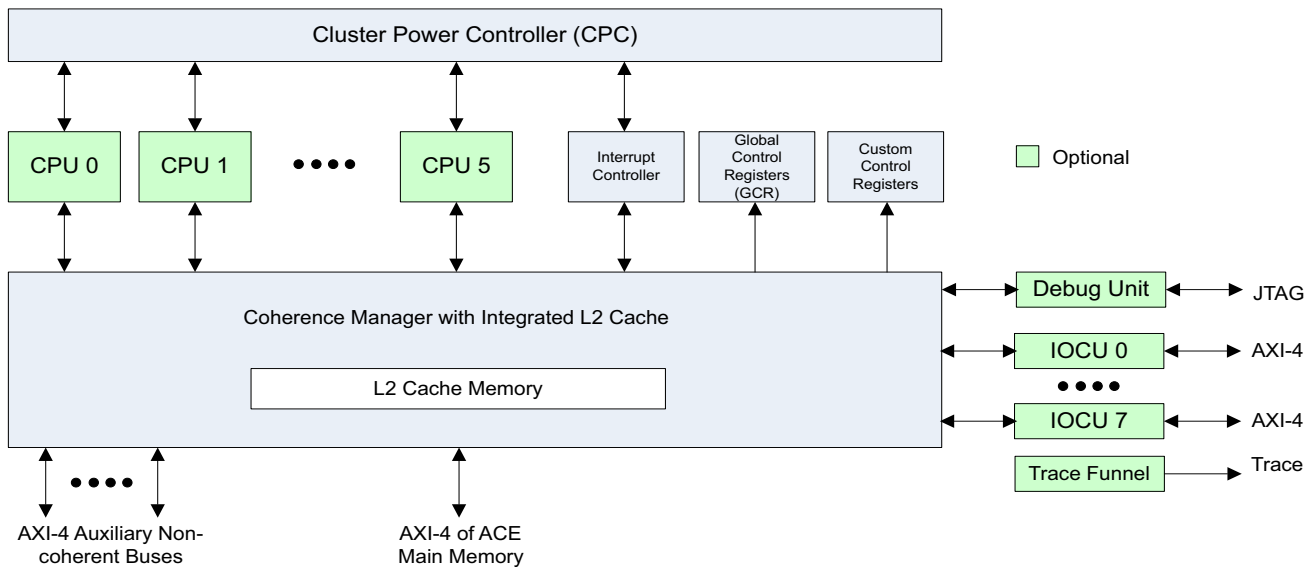 Cluster Power Controller (CPC)
CPU 0
CPU 1
CPU 5
Interrupt
Controller
Global
Control
Registers
(GCR)
Custom
Control
Registers
Optional
Coherence Manager with Integrated L2 Cache
L2 Cache Memory
Debug Unit
JTAG
IOCU 0
AXI-4
IOCU 7
AXI-4
Trace Funnel
Trace
AXI-4 Auxiliary Non-
coherent Buses
AXI-4 of ACE
Main Memory